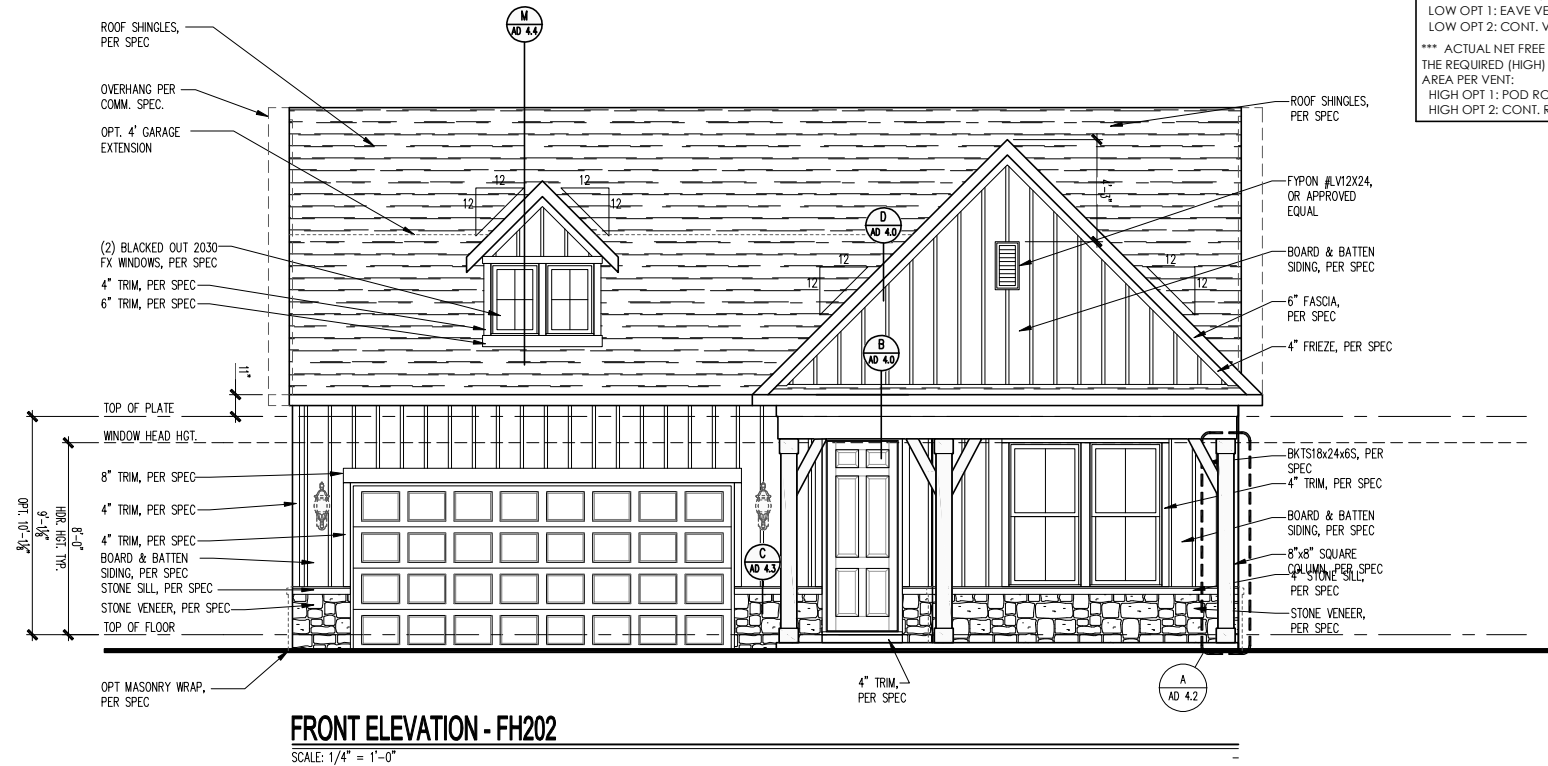 LOW OPT 1: EAVE VE
LOW OPT 2: CONT. V
*** ACTUAL NET FREE
THE REQUIRED (HIGH)
AREA PER VENT:
HIGH OPT 1: POD RO
HIGH OPT 2: CONT. R
M
AD 4.4
ROOF SHINGLES,
PER SPEC
OVERHANG PER
COMM. SPEC.
OPT. 4' GARAGE
EXTENSION
(2) BLACKED OUT 2030
FX WINDOWS, PER SPEC
4" TRIM, PER SPEC
6" TRIM, PER SPEC
11"
TOP OF PLATE
WINDOW HEAD HGT.
8" TRIM, PER SPEC
4" TRIM, PER SPEC
4" TRIM, PER SPEC
BOARD & BATTEN
SIDING, PER SPEC
STONE SILL, PER SPEC
STONE VENEER, PER SPEC
TOP OF FLOOR
OPT MASONRY WRAP,
PER SPEC
8'-0"
HDR. HGT. TYP.
9'-1⅛"
OPT. 10'-1⅛"
12
12
12
12
D
AD 4.0
12
12
B
AD 4.0
12
12
C
AD 4.3
ROOF SHINGLES,
PER SPEC
FYPON #LV12X24,
OR APPROVED
EQUAL
BOARD & BATTEN
SIDING, PER SPEC
6" FASCIA,
PER SPEC
4" FRIEZE, PER SPEC
BKTS18x24x6S, PER
SPEC
4" TRIM, PER SPEC
BOARD & BATTEN
SIDING, PER SPEC
8"x8" SQUARE
COLUMN, PER SPEC
4" STONE SILL,
PER SPEC
STONE VENEER,
PER SPEC
4" TRIM,
PER SPEC
A
AD 4.2
FRONT ELEVATION - FH202
SCALE: 1/4" = 1'-0"